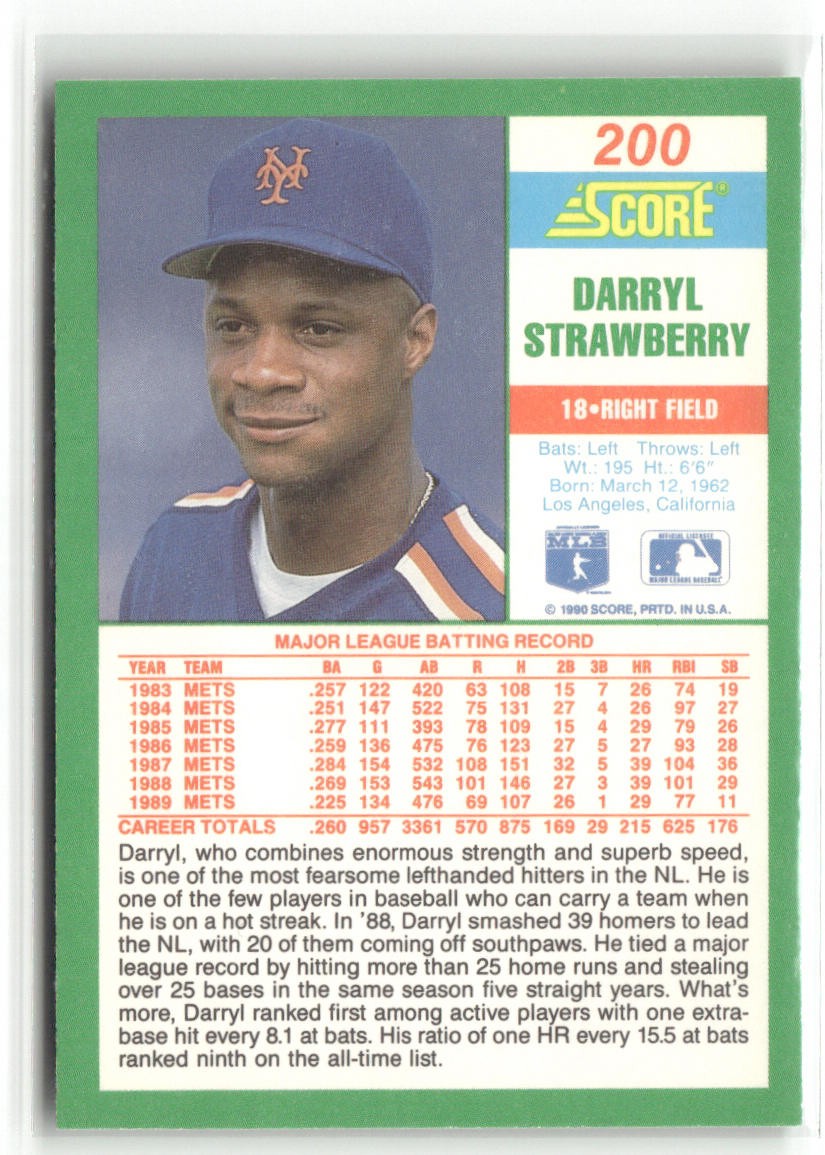 NY
200
SCORE®
DARRYL
STRAWBERRY
18•RIGHT FIELD
Bats: Left Throws: Left
Wt.: 195 Ht.: 6'6"
Born: March 12, 1962
Los Angeles, California
OFFICIAL LICENSEE
MAJOR LEAGUE BASEBALL
© 1990 SCORE, PRTD. IN U.S.A.
MAJOR LEAGUE BATTING RECORD
YEAR TEAM BA G AB R H 2B 3B HR RBI SB
1983 METS .257 122 420 63 108 15 7 26 74 19
1984 METS .251 147 522 75 131 27 4 26 97 27
1985 METS .277 111 393 78 109 15 4 29 79 26
1986 METS .259 136 475 76 123 27 5 27 93 28
1987 METS .284 154 532 108 151 32 5 39 104 36
1988 METS .269 153 543 101 146 27 3 39 101 29
1989 METS .225 134 476 69 107 26 1 29 77 11
CAREER TOTALS .260 957 3361 570 875 169 29 215 625 176
Darryl, who combines enormous strength and superb speed,
is one of the most fearsome lefthanded hitters in the NL. He is
one of the few players in baseball who can carry a team when
he is on a hot streak. In '88, Darryl smashed 39 homers to lead
the NL, with 20 of them coming off southpaws. He tied a major
league record by hitting more than 25 home runs and stealing
over 25 bases in the same season five straight years. What's
more, Darryl ranked first among active players with one extra-
base hit every 8.1 at bats. His ratio of one HR every 15.5 at bats
ranked ninth on the all-time list.